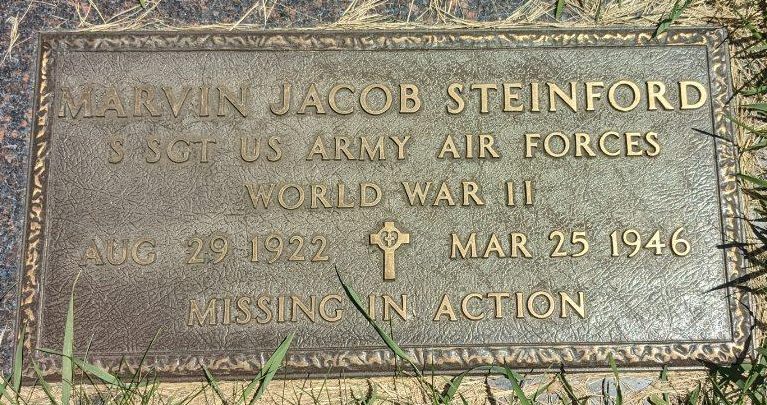 MARVIN JACOB STEINFORD
S SGT US ARMY AIR FORCES
WORLD WAR II
AUG 29 1922 MAR 25 1946
MISSING IN ACTION